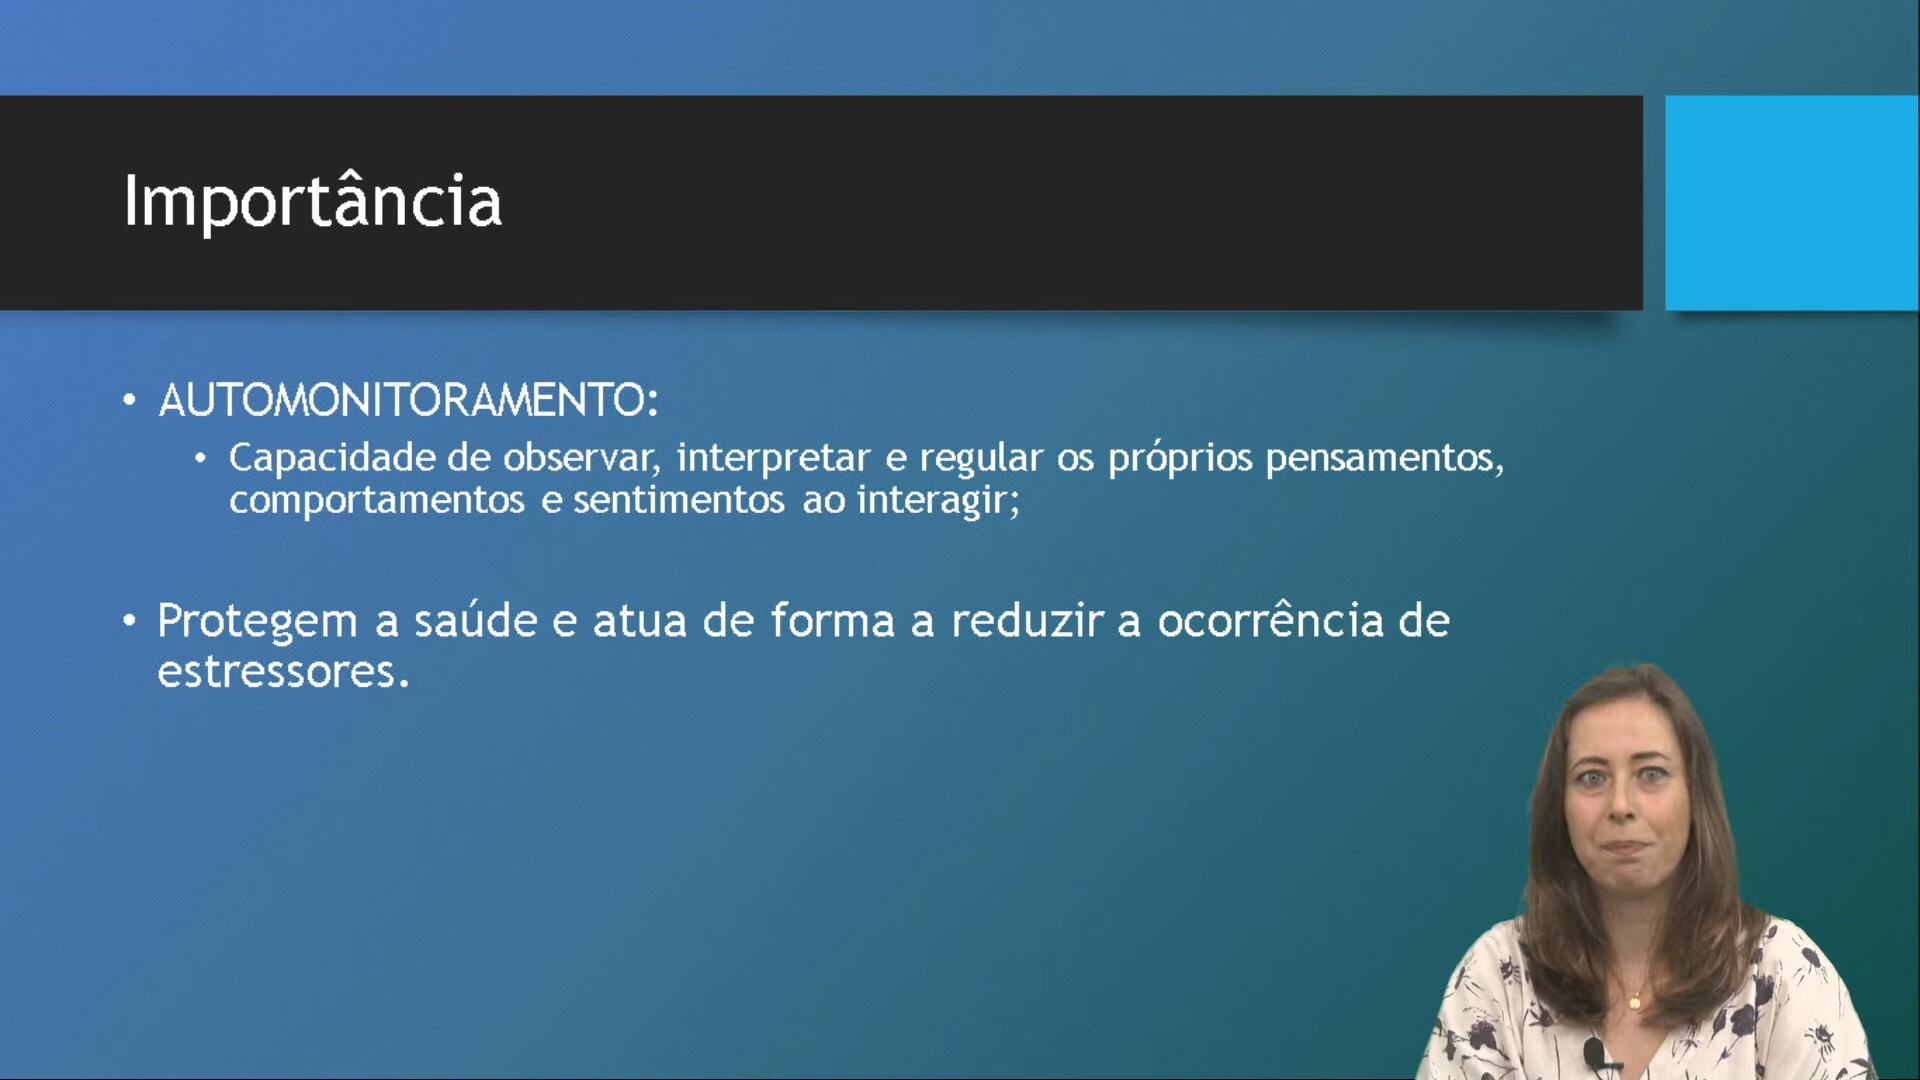 Importância
• AUTOMONITORAMENTO:
• Capacidade de observar, interpretar e regular os próprios pensamentos,
comportamentos e sentimentos ao interagir;
• Protegem a saúde e atua de forma a reduzir a ocorrência de
estressores.